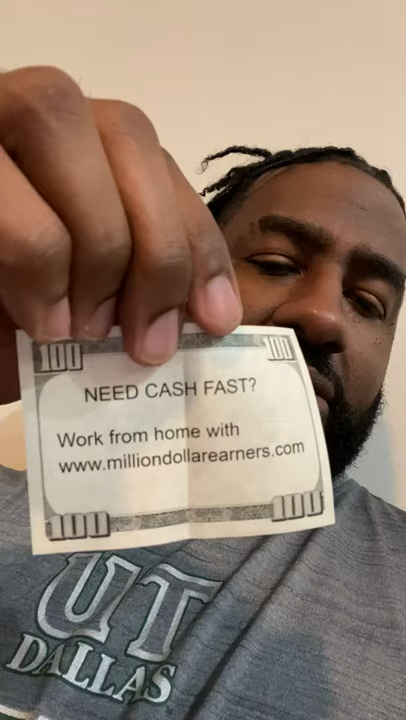 100 100
NEED CASH FAST?
Work from home with
www.milliondollarearners.com
100 100
UT
DALLAS